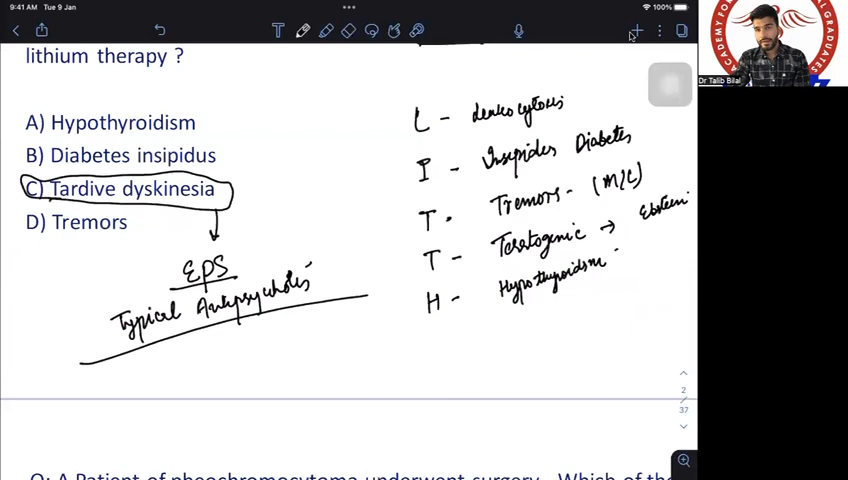 9:41 AM Tue 9 Jan
100%
ACADEMY FOR
GRADUATES
Dr Talib Bilal
lithium therapy ?
A) Hypothyroidism
B) Diabetes insipidus
C) Tardive dyskinesia
D) Tremors
EPS
Typical Antipsychotics
L - Leukocytosis
I - Insipidus Diabetes
T - Tremors - (M/C)
T - Teratogenic → Ebstein
H - Hypothyroidism
2
/
37
Q: A Patient of pheochromocytoma underwent surgery. Which of the